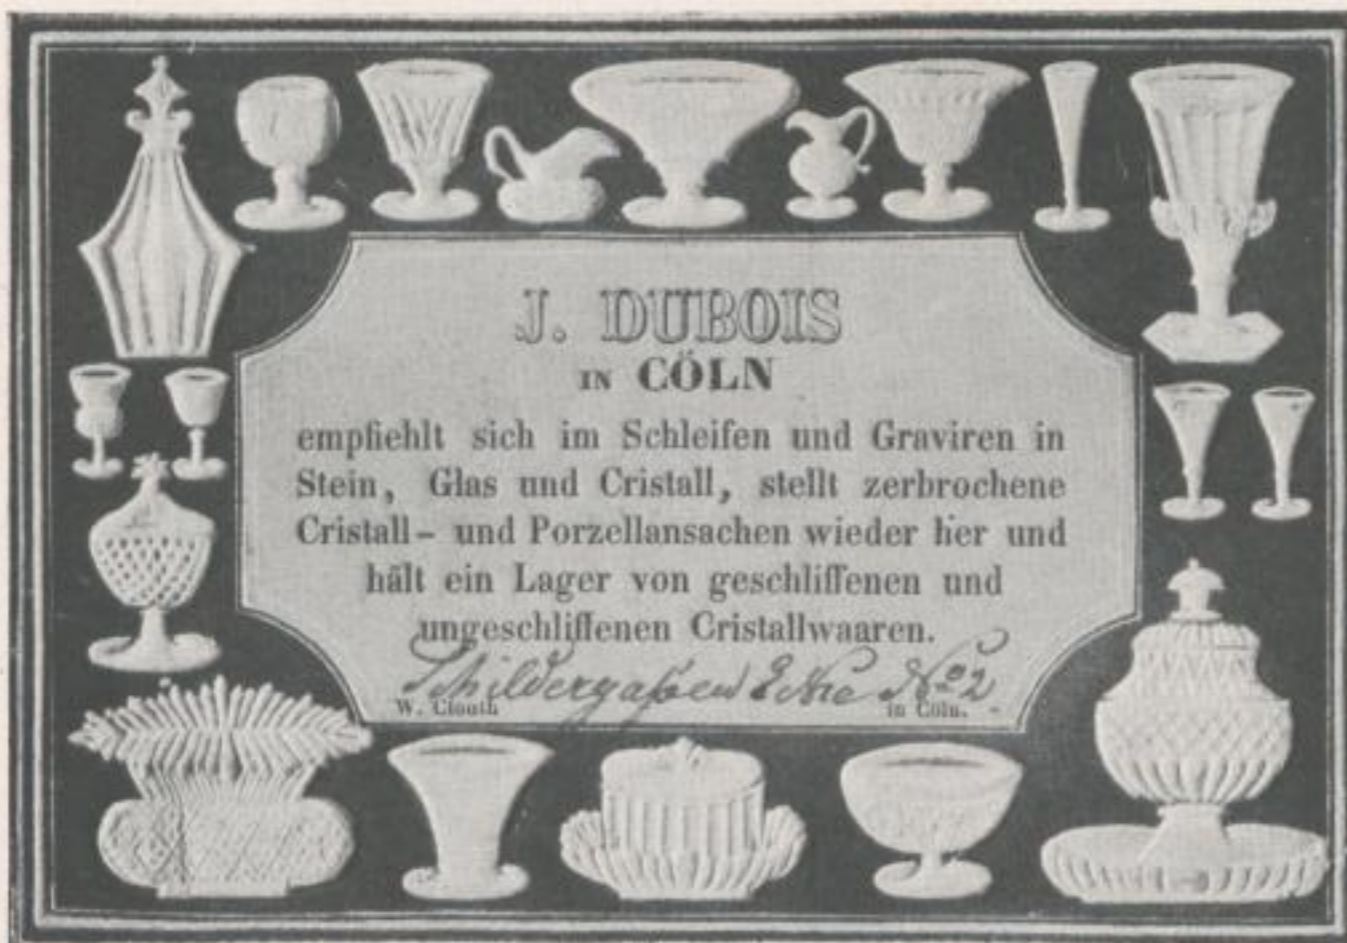 J. DUBOIS
IN CÖLN
empfiehlt sich im Schleifen und Graviren in
Stein, Glas und Cristall, stellt zerbrochene
Cristall- und Porzellansachen wieder her und
hält ein Lager von geschliffenen und
ungeschliffenen Cristallwaaren.
Schildergaßen Ecke No 2
W. Clouth in Cöln.